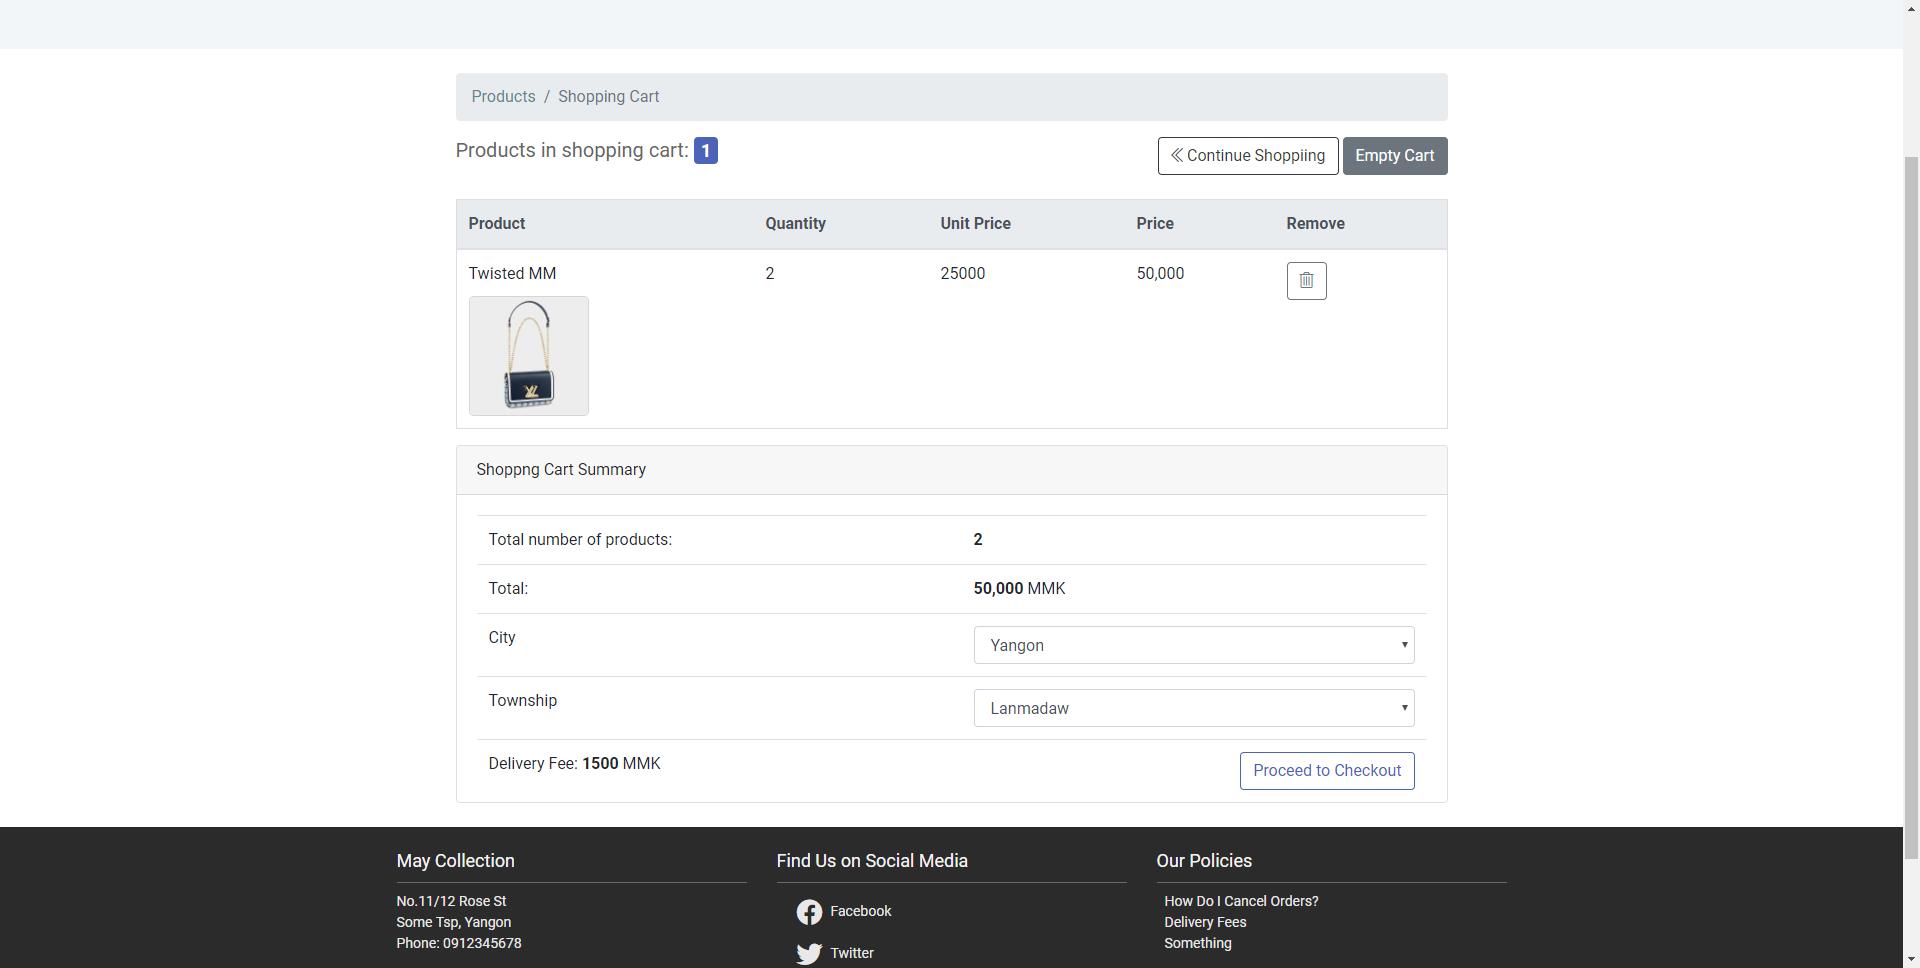 Products / Shopping Cart
Products in shopping cart: 1
Continue Shoppiing
Empty Cart
Product Quantity Unit Price Price Remove
Twisted MM 2 25000 50,000
Shoppng Cart Summary
Total number of products: 2
Total: 50,000 MMK
City Yangon
Township Lanmadaw
Delivery Fee: 1500 MMK
Proceed to Checkout
May Collection
No.11/12 Rose St
Some Tsp, Yangon
Phone: 0912345678
Find Us on Social Media
Facebook
Twitter
Our Policies
How Do I Cancel Orders?
Delivery Fees
Something